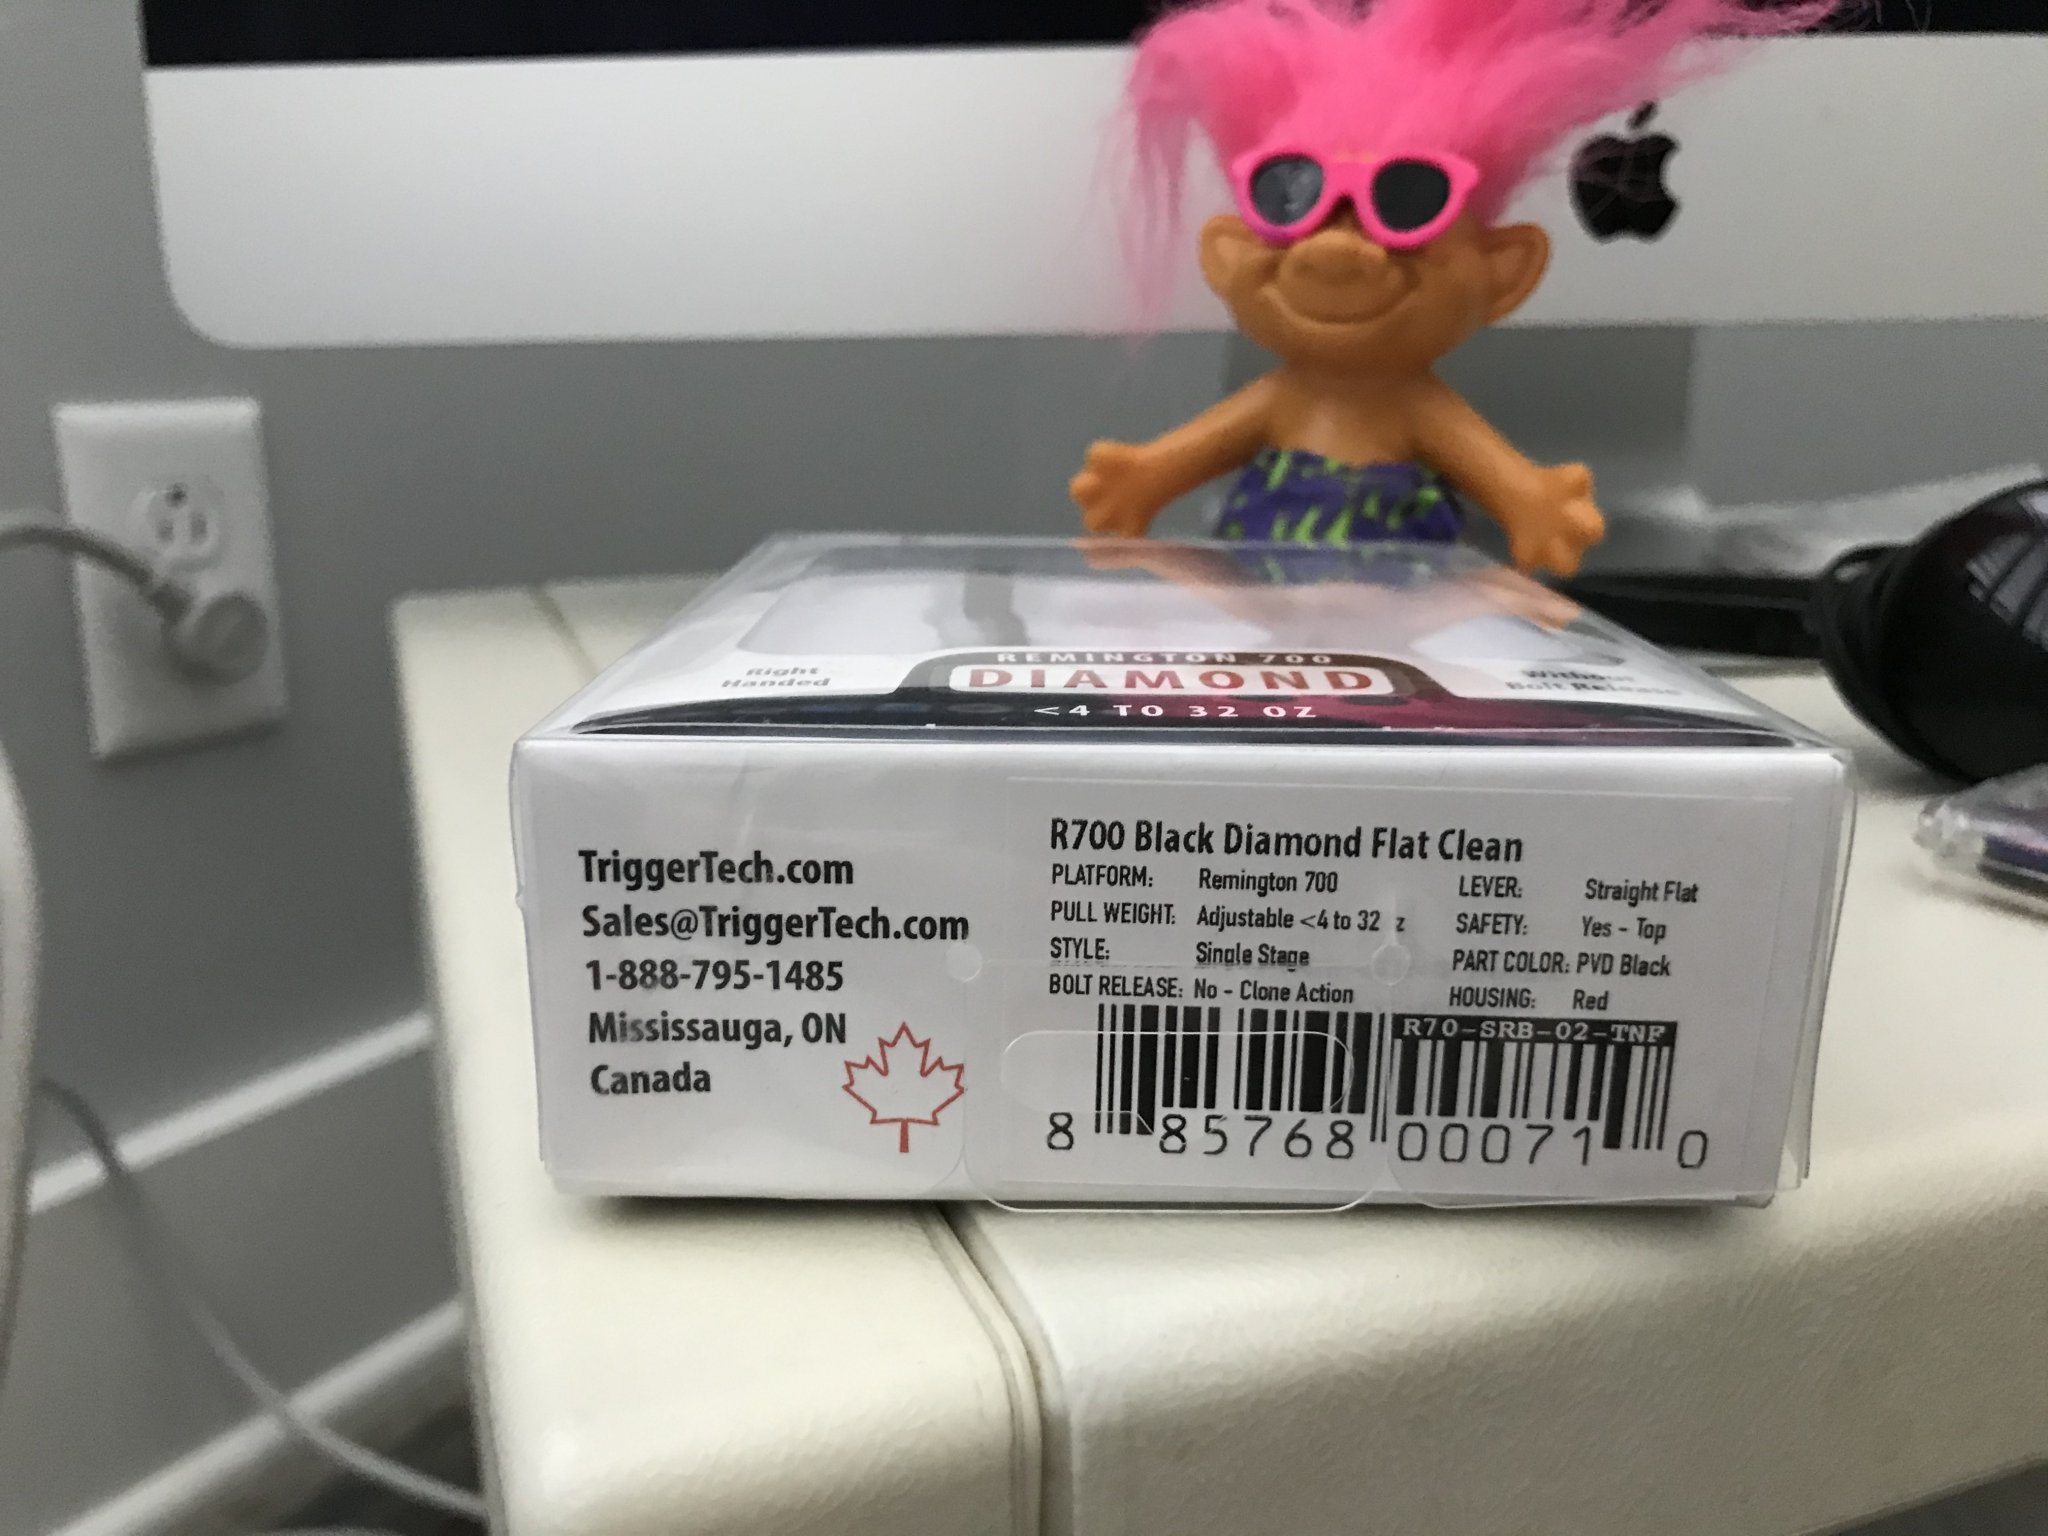 Right
Handed
REMINGTON 700
DIAMOND
<4 TO 32 OZ
Without
Bolt Release
TriggerTech.com
Sales@TriggerTech.com
1-888-795-1485
Mississauga, ON
Canada
R700 Black Diamond Flat Clean
PLATFORM: Remington 700 LEVER: Straight Flat
PULL WEIGHT: Adjustable <4 to 32 z SAFETY: Yes - Top
STYLE: Single Stage PART COLOR: PVD Black
BOLT RELEASE: No - Clone Action HOUSING: Red
R70-SRB-02-TNF
8 85768 00071 0